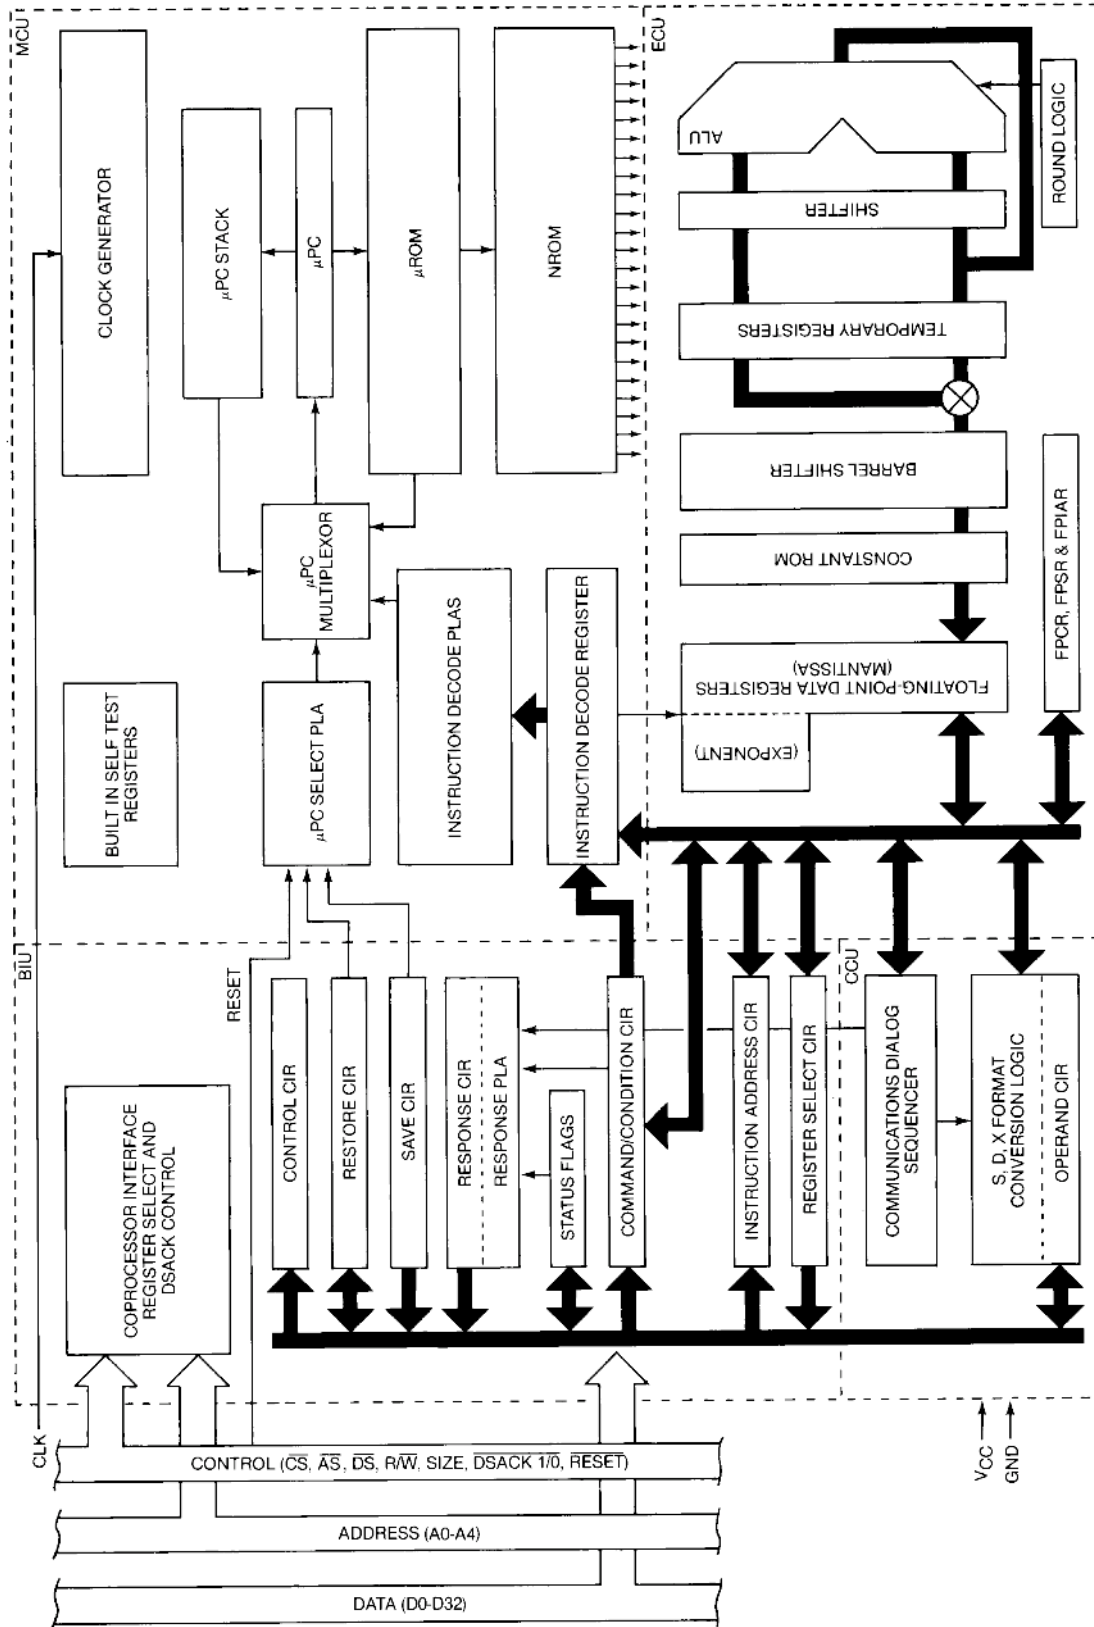 MCU
CLOCK GENERATOR
μPC STACK
μPC
μROM
NROM
BUILT IN SELF TEST
REGISTERS
μPC SELECT PLA
μPC
MULTIPLEXOR
INSTRUCTION DECODE PLAS
INSTRUCTION DECODE REGISTER
ECU
ALU
ROUND LOGIC
SHIFTER
TEMPORARY REGISTERS
BARREL SHIFTER
CONSTANT ROM
FLOATING-POINT DATA REGISTERS
(MANTISSA)
(EXPONENT)
FPCR, FPSR & FPIAR
BIU
COPROCESSOR INTERFACE
REGISTER SELECT AND
DSACK CONTROL
RESET
CONTROL CIR
RESTORE CIR
SAVE CIR
RESPONSE CIR
RESPONSE PLA
STATUS FLAGS
COMMAND/CONDITION CIR
INSTRUCTION ADDRESS CIR
REGISTER SELECT CIR
CCU
COMMUNICATIONS DIALOG
SEQUENCER
S, D, X FORMAT
CONVERSION LOGIC
OPERAND CIR
CLK
CONTROL (CS, AS, DS, R/W, SIZE, DSACK 1/0, RESET)
ADDRESS (A0-A4)
DATA (D0-D32)
VCC
GND